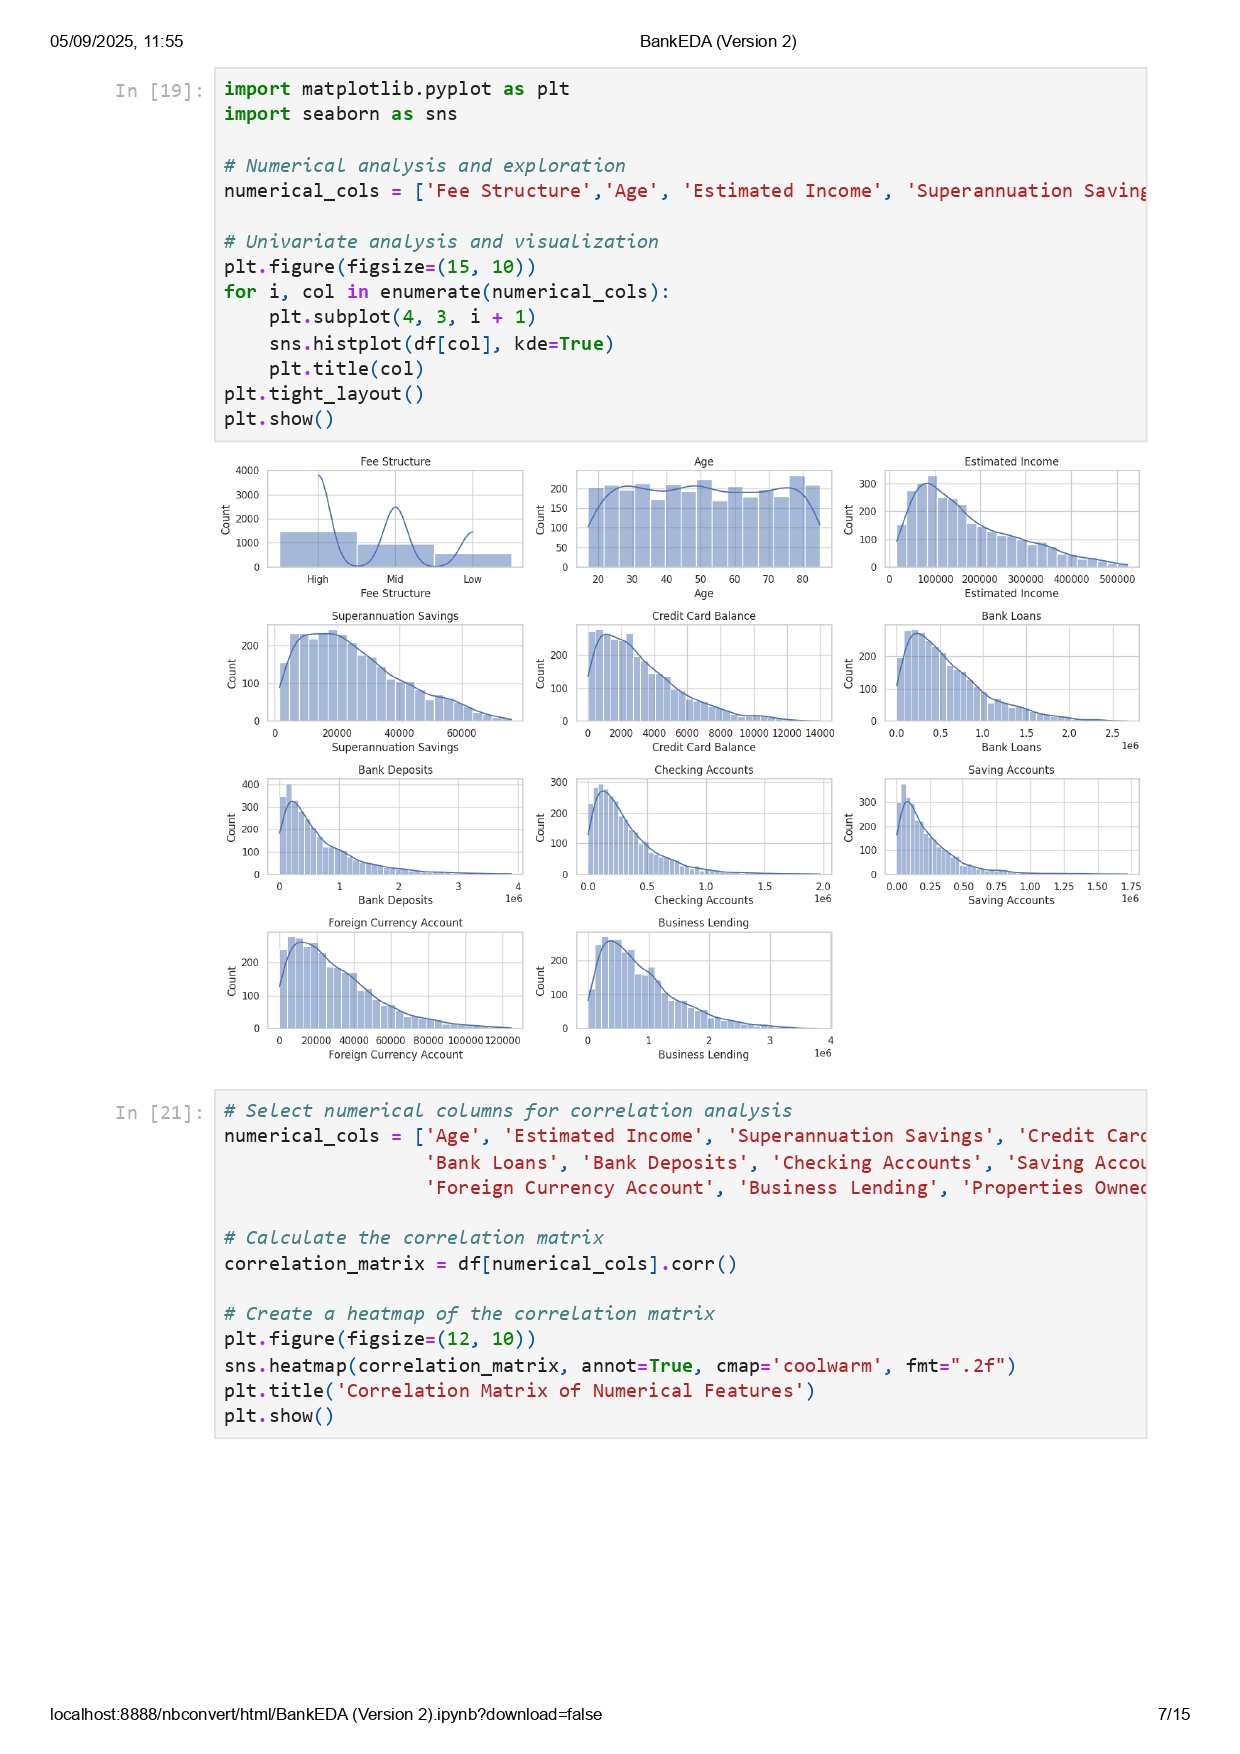 05/09/2025, 11:55 BankEDA (Version 2)
In [19]:
import matplotlib.pyplot as plt
import seaborn as sns
# Numerical analysis and exploration
numerical_cols = ['Fee Structure','Age', 'Estimated Income', 'Superannuation Saving
# Univariate analysis and visualization
plt.figure(figsize=(15, 10))
for i, col in enumerate(numerical_cols):
    plt.subplot(4, 3, i + 1)
    sns.histplot(df[col], kde=True)
    plt.title(col)
plt.tight_layout()
plt.show()
Fee Structure
Count
4000
3000
2000
1000
0
High Mid Low
Fee Structure
Age
Count
200
150
100
50
0
20 30 40 50 60 70 80
Age
Estimated Income
Count
300
200
100
0
0 100000 200000 300000 400000 500000
Estimated Income
Superannuation Savings
Count
200
100
0
0 20000 40000 60000
Superannuation Savings
Credit Card Balance
Count
200
100
0
0 2000 4000 6000 8000 10000 12000 14000
Credit Card Balance
Bank Loans
Count
200
100
0
0.0 0.5 1.0 1.5 2.0 2.5
1e6
Bank Loans
Bank Deposits
Count
400
300
200
100
0
0 1 2 3 4
1e6
Bank Deposits
Checking Accounts
Count
300
200
100
0
0.0 0.5 1.0 1.5 2.0
1e6
Checking Accounts
Saving Accounts
Count
300
200
100
0
0.00 0.25 0.50 0.75 1.00 1.25 1.50 1.75
1e6
Saving Accounts
Foreign Currency Account
Count
200
100
0
0 20000 40000 60000 80000 100000 120000
Foreign Currency Account
Business Lending
Count
200
100
0
0 1 2 3 4
1e6
Business Lending
In [21]:
# Select numerical columns for correlation analysis
numerical_cols = ['Age', 'Estimated Income', 'Superannuation Savings', 'Credit Card
                  'Bank Loans', 'Bank Deposits', 'Checking Accounts', 'Saving Accou
                  'Foreign Currency Account', 'Business Lending', 'Properties Owned
# Calculate the correlation matrix
correlation_matrix = df[numerical_cols].corr()
# Create a heatmap of the correlation matrix
plt.figure(figsize=(12, 10))
sns.heatmap(correlation_matrix, annot=True, cmap='coolwarm', fmt=".2f")
plt.title('Correlation Matrix of Numerical Features')
plt.show()
localhost:8888/nbconvert/html/BankEDA (Version 2).ipynb?download=false 7/15